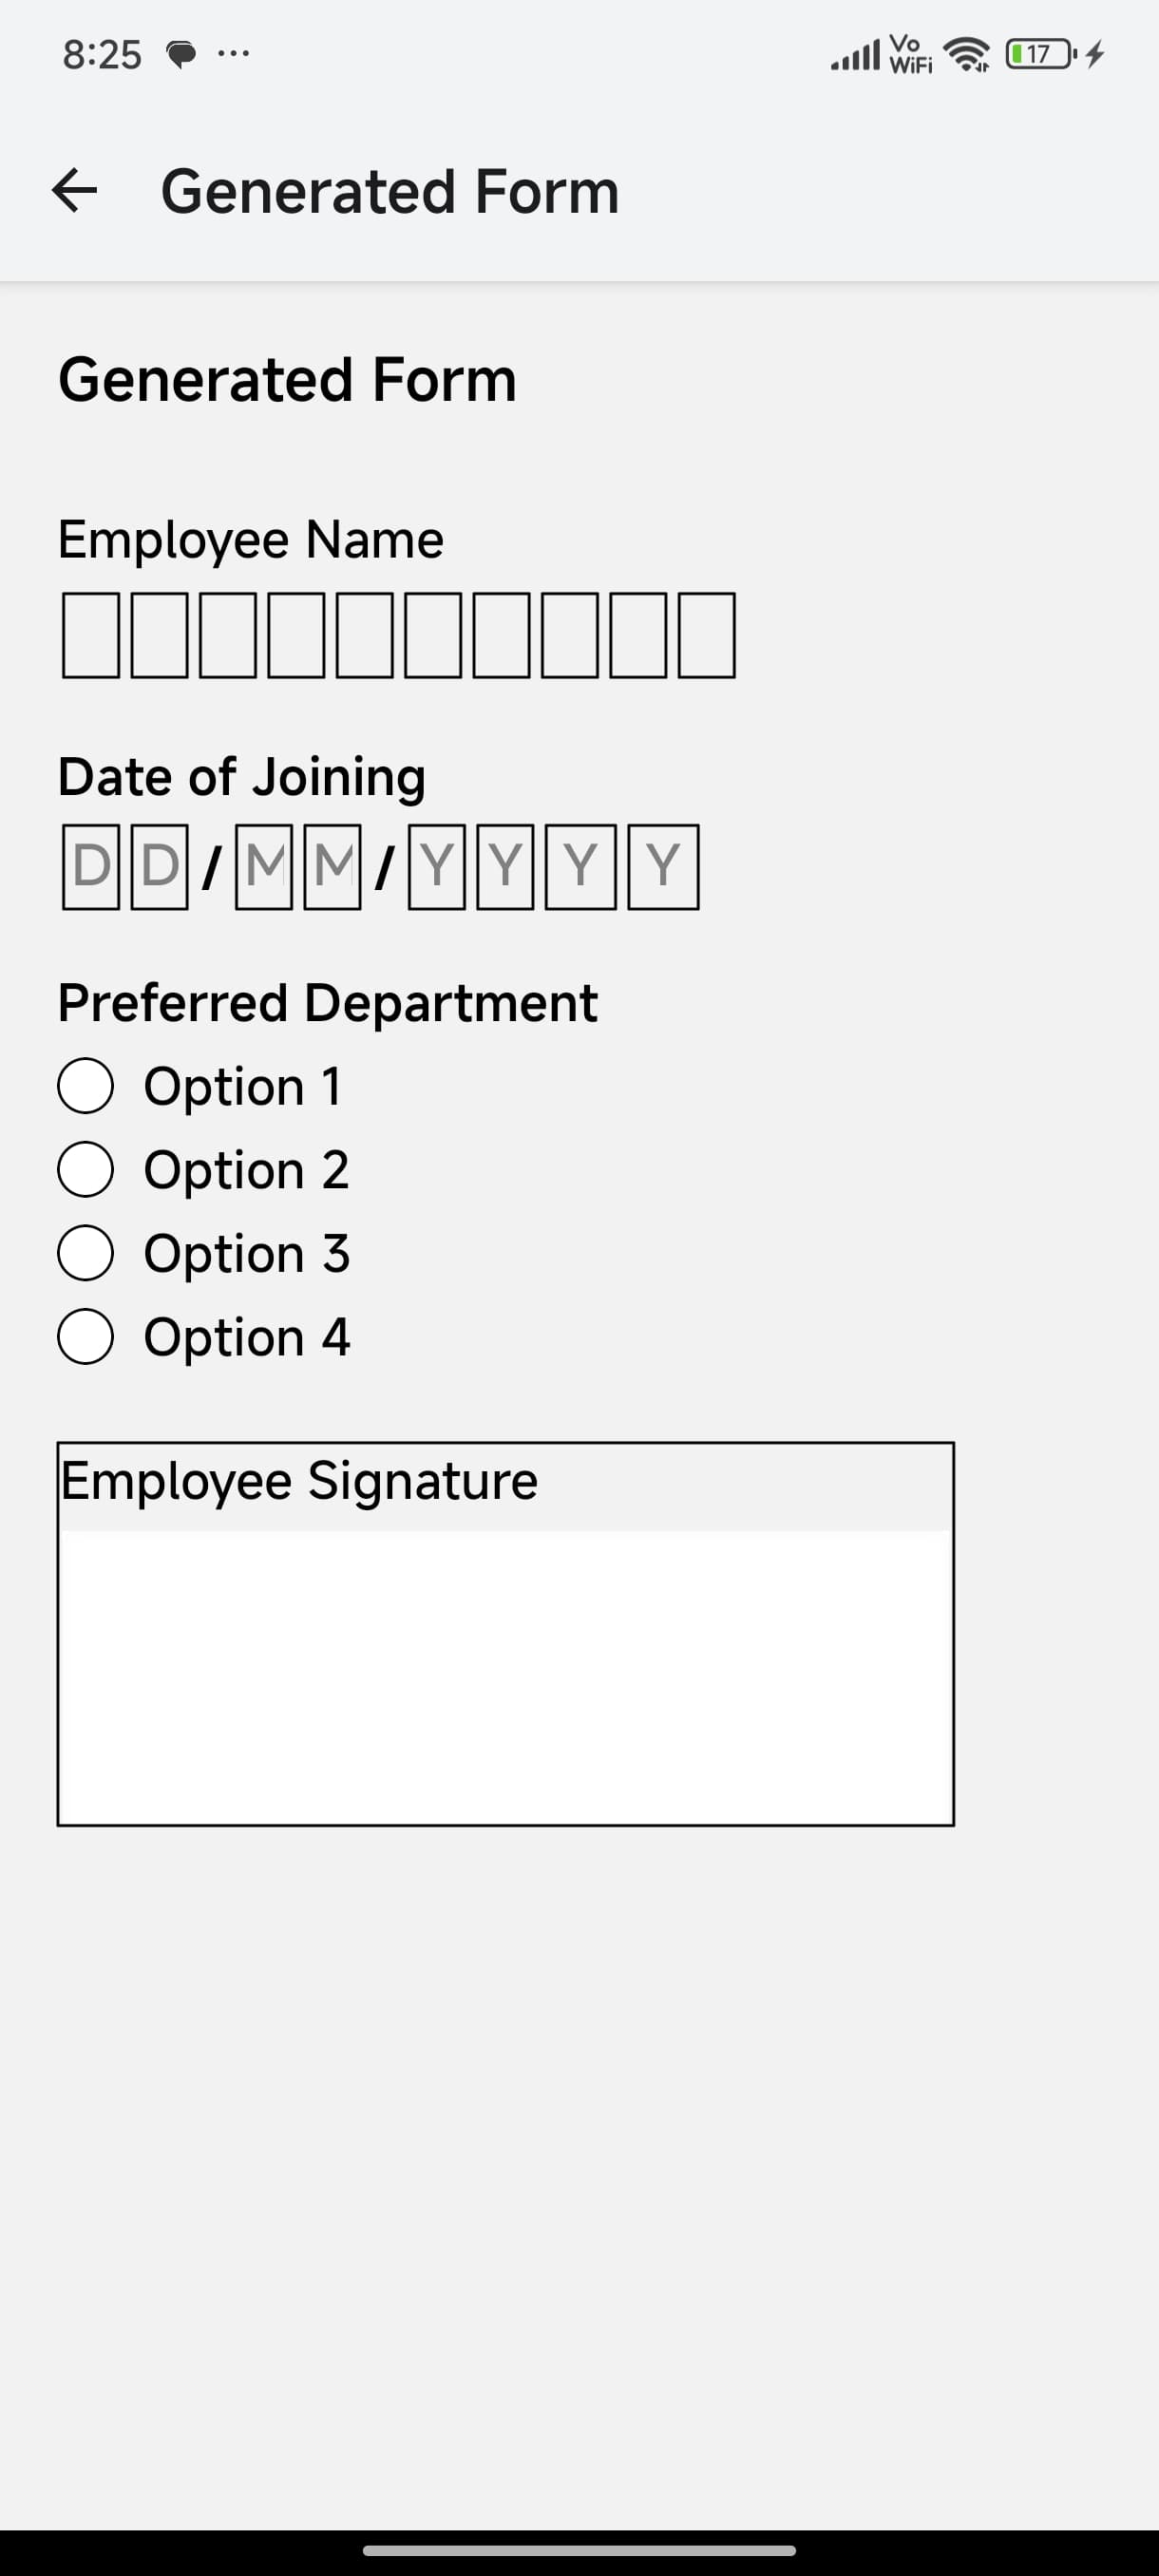 8:25 ... Vo WiFi 17
Generated Form
Generated Form
Employee Name
Date of Joining
D D / M M / Y Y Y Y
Preferred Department
Option 1
Option 2
Option 3
Option 4
Employee Signature